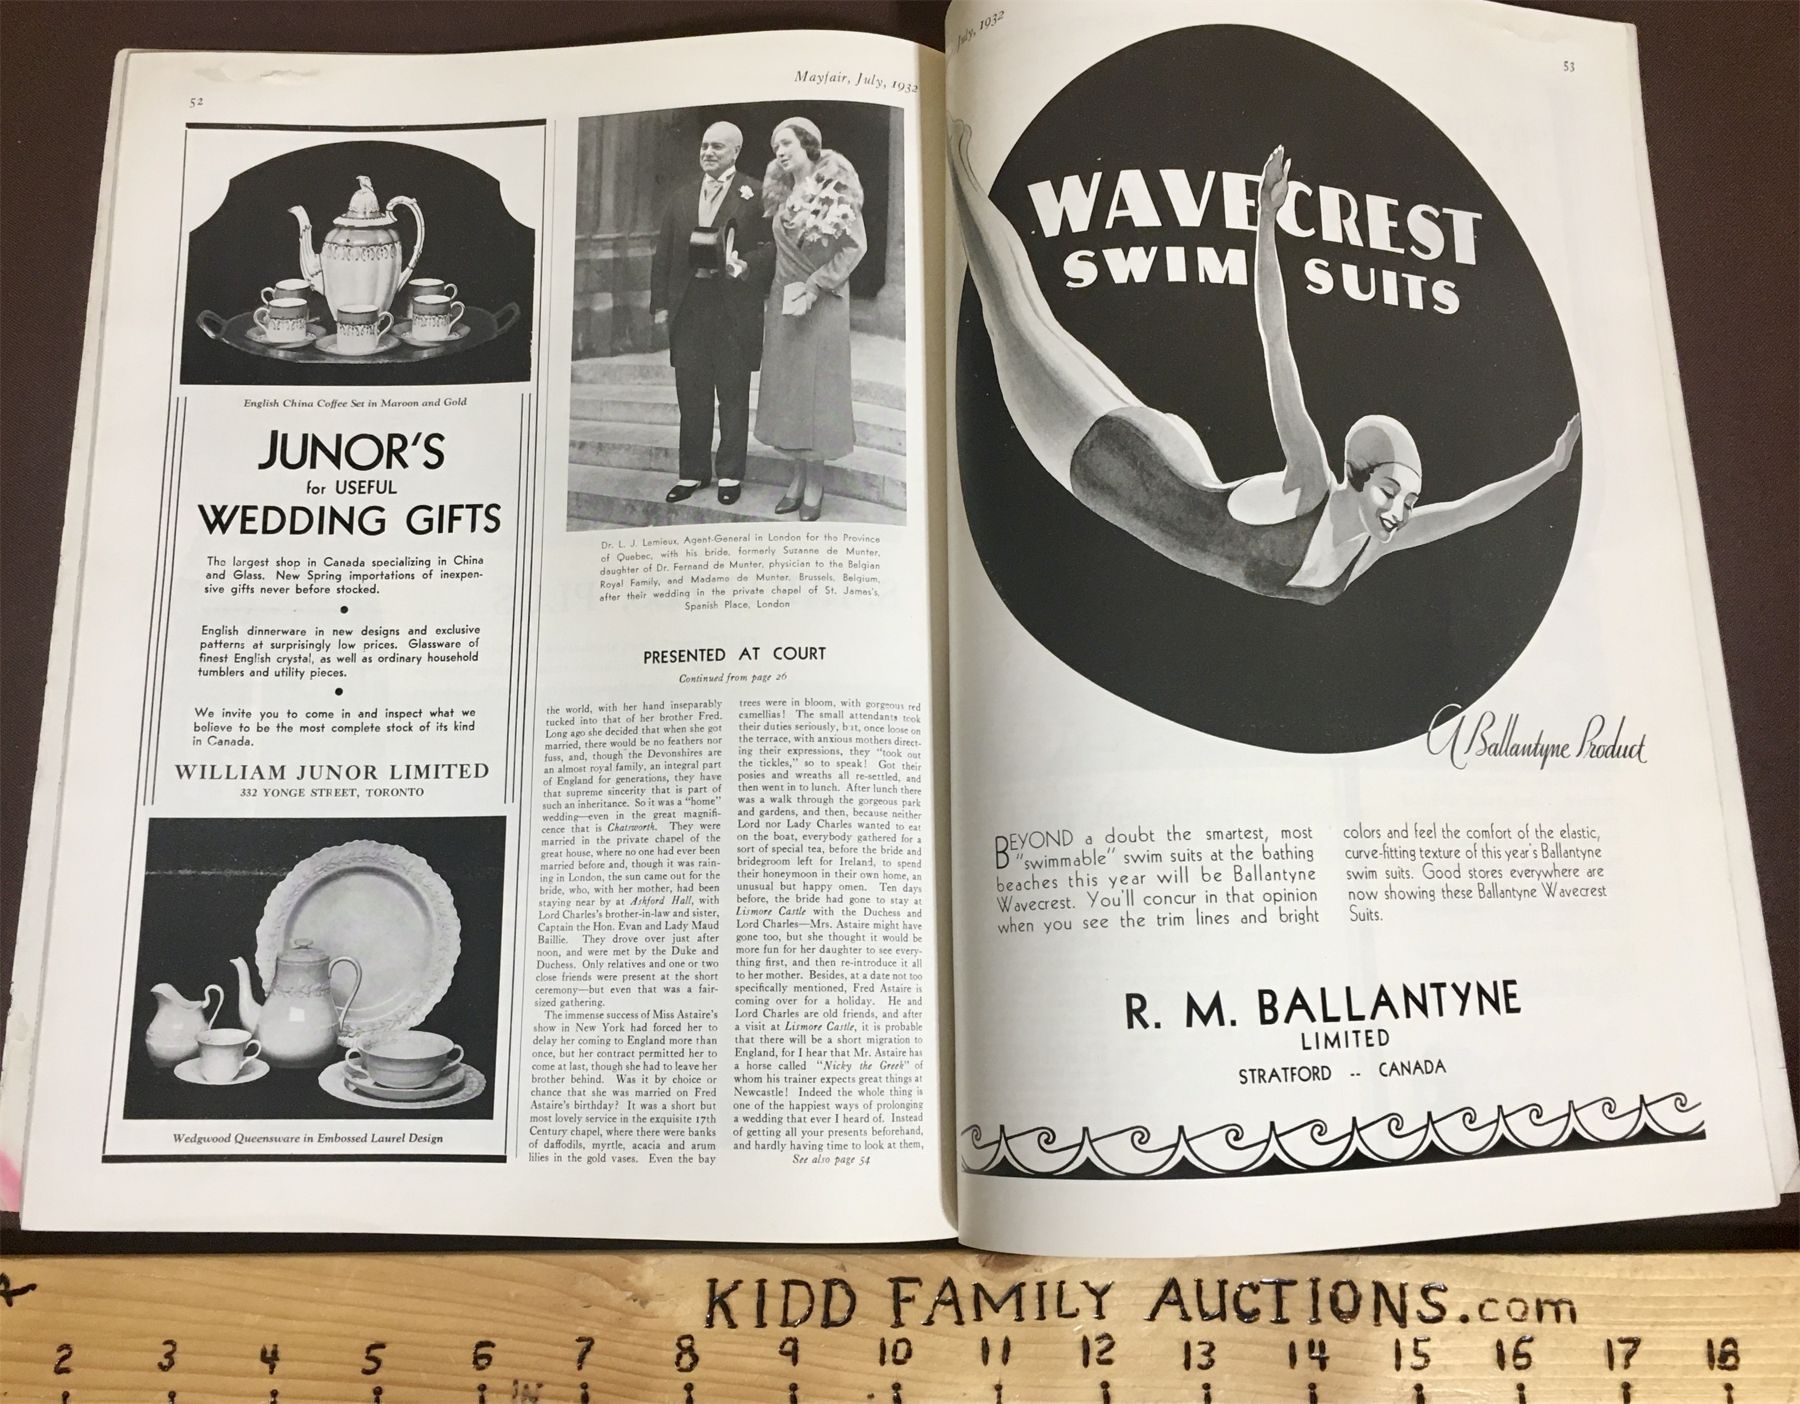 52
Mayfair, July, 1932
English China Coffee Set in Maroon and Gold
JUNOR'S
for USEFUL
WEDDING GIFTS
The largest shop in Canada specializing in China
and Glass. New Spring importations of inexpen-
sive gifts never before stocked.
English dinnerware in new designs and exclusive
patterns at surprisingly low prices. Glassware of
finest English crystal, as well as ordinary household
tumblers and utility pieces.
We invite you to come in and inspect what we
believe to be the most complete stock of its kind
in Canada.
WILLIAM JUNOR LIMITED
332 YONGE STREET, TORONTO
Wedgwood Queensware in Embossed Laurel Design
Dr. L. J. Lemieux, Agent-General in London for the Province
of Quebec, with his bride, formerly Suzanne de Munter,
daughter of Dr. Fernand de Munter, physician to the Belgian
Royal Family, and Madame de Munter, Brussels, Belgium,
after their wedding in the private chapel of St. James's,
Spanish Place, London
PRESENTED AT COURT
Continued from page 26
the world, with her hand inseparably
tucked into that of her brother Fred.
Long ago she decided that when she got
married, there would be no feathers nor
fuss, and, though the Devonshires are
an almost royal family, an integral part
of England for generations, they have
that supreme sincerity that is part of
such an inheritance. So it was a "home"
wedding—even in the great magnifi-
cence that is Chatsworth. They were
married in the private chapel of the
great house, where no one had ever been
married before and, though it was rain-
ing in London, the sun came out for the
bride, who, with her mother, had been
staying near by at Ashford Hall, with
Lord Charles's brother-in-law and sister,
Captain the Hon. Evan and Lady Maud
Baillie. They drove over just after
noon, and were met by the Duke and
Duchess. Only relatives and one or two
close friends were present at the short
ceremony—but even that was a fair-
sized gathering.
The immense success of Miss Astaire's
show in New York had forced her to
delay her coming to England more than
once, but her contract permitted her to
come at last, though she had to leave her
brother behind. Was it by choice or
chance that she was married on Fred
Astaire's birthday? It was a short but
most lovely service in the exquisite 17th
Century chapel, where there were banks
of daffodils, myrtle, acacia and arum
lilies in the gold vases. Even the bay
trees were in bloom, with gorgeous red
camellias! The small attendants took
their duties seriously, but, once loose on
the terrace, with anxious mothers direct-
ing their expressions, they "took out
the tickles," so to speak! Got their
posies and wreaths all re-settled, and
then went in to lunch. After lunch there
was a walk through the gorgeous park
and gardens, and then, because neither
Lord nor Lady Charles wanted to eat
on the boat, everybody gathered for a
sort of special tea, before the bride and
bridegroom left for Ireland, to spend
their honeymoon in their own home, an
unusual but happy omen. Ten days
before, the bride had gone to stay at
Lismore Castle with the Duchess and
Lord Charles—Mrs. Astaire might have
gone too, but she thought it would be
more fun for her daughter to see every-
thing first, and then re-introduce it all
to her mother. Besides, at a date not too
specifically mentioned, Fred Astaire is
coming over for a holiday. He and
Lord Charles are old friends, and after
a visit at Lismore Castle, it is probable
that there will be a short migration to
England, for I hear that Mr. Astaire has
a horse called "Nicky the Greek" of
whom his trainer expects great things at
Newcastle! Indeed the whole thing is
one of the happiest ways of prolonging
a wedding that ever I heard of. Instead
of getting all your presents beforehand,
and hardly having time to look at them,
See also page 54
July, 1932
53
WAVECREST
SWIM SUITS
A Ballantyne Product
BEYOND a doubt the smartest, most
"swimmable" swim suits at the bathing
beaches this year will be Ballantyne
Wavecrest. You'll concur in that opinion
when you see the trim lines and bright
colors and feel the comfort of the elastic,
curve-fitting texture of this year's Ballantyne
swim suits. Good stores everywhere are
now showing these Ballantyne Wavecrest
Suits.
R. M. BALLANTYNE
LIMITED
STRATFORD -- CANADA
KIDD FAMILY AUCTIONS.com
2 3 4 5 6 7 8 9 10 11 12 13 14 15 16 17 18